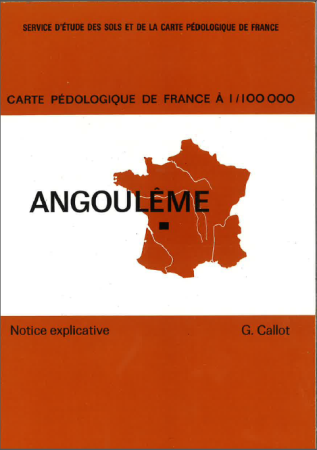 SERVICE D'ÉTUDE DES SOLS ET DE LA CARTE PÉDOLOGIQUE DE FRANCE
CARTE PÉDOLOGIQUE DE FRANCE À 1/100 000
ANGOULÊME
Notice explicative G. Callot